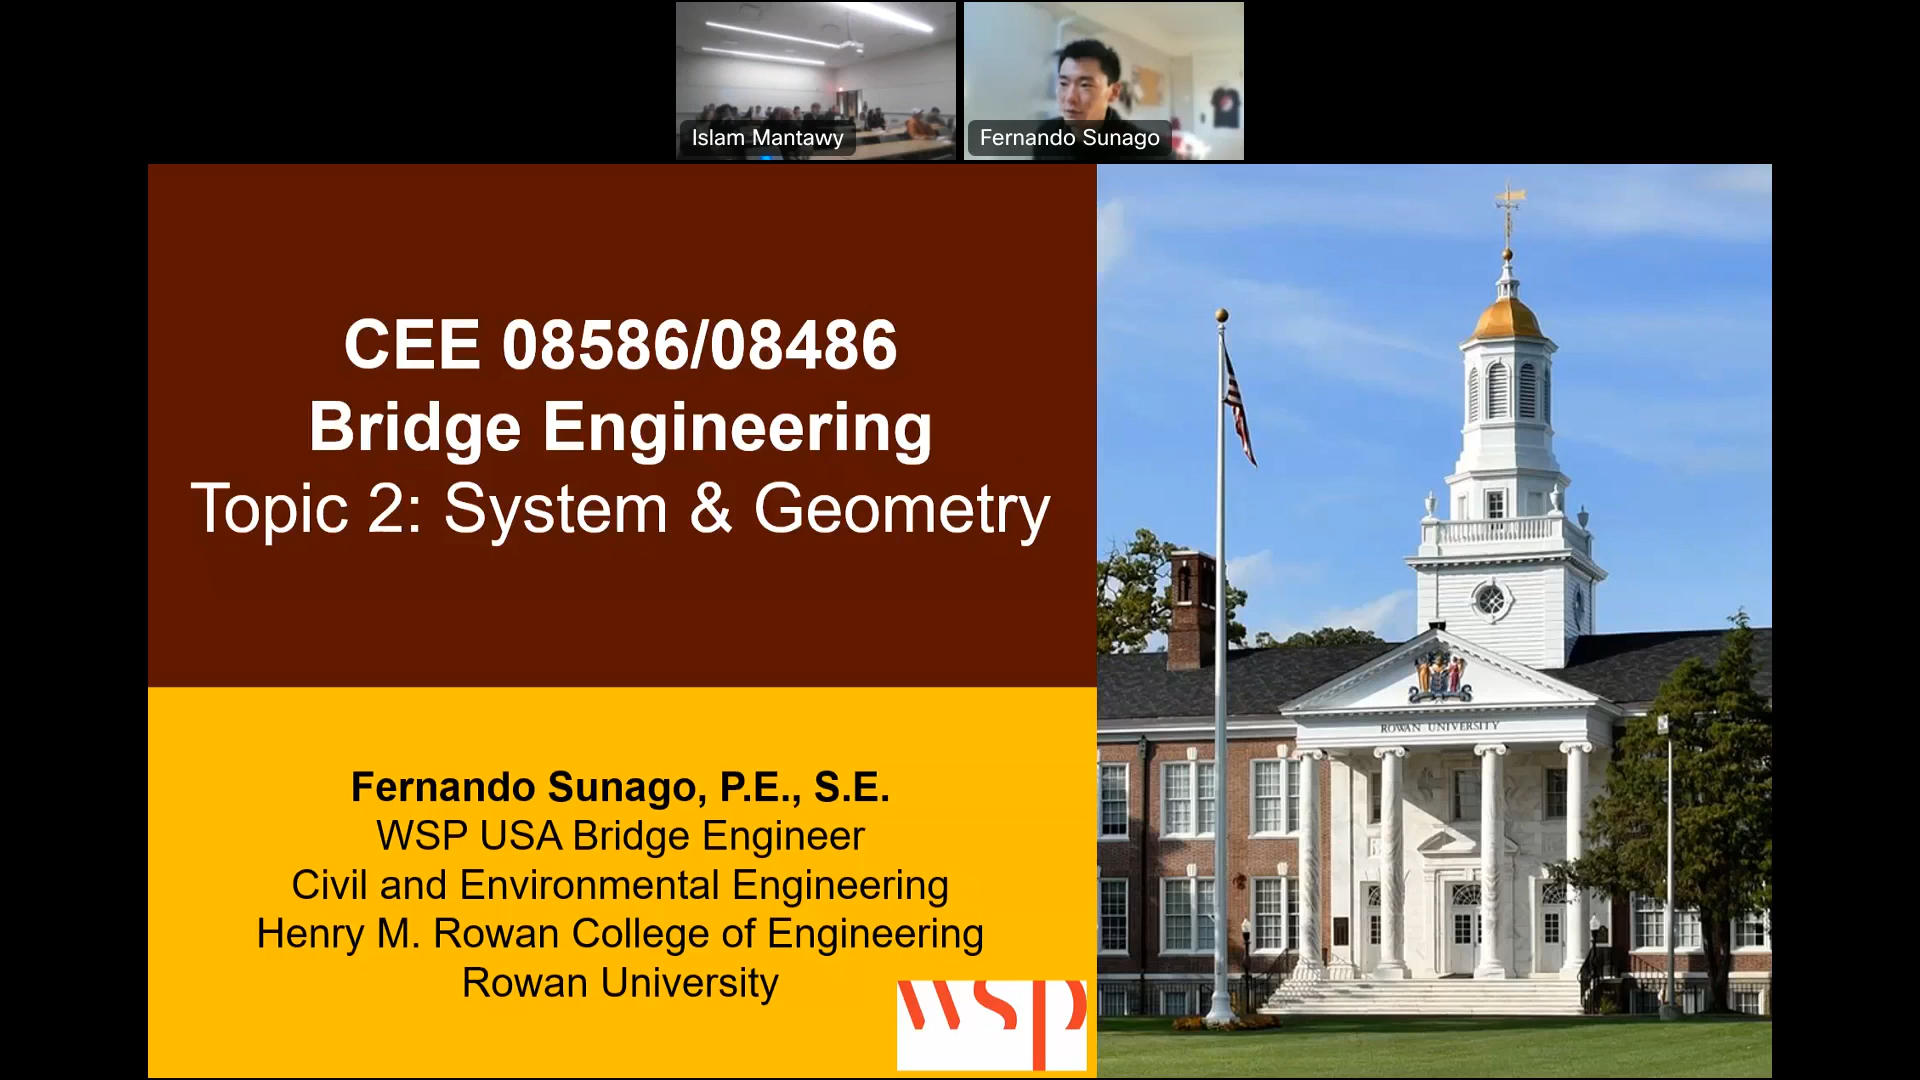 Islam Mantawy
Fernando Sunago
CEE 08586/08486
Bridge Engineering
Topic 2: System & Geometry
Fernando Sunago, P.E., S.E.
WSP USA Bridge Engineer
Civil and Environmental Engineering
Henry M. Rowan College of Engineering
Rowan University
wsp
ROWAN UNIVERSITY